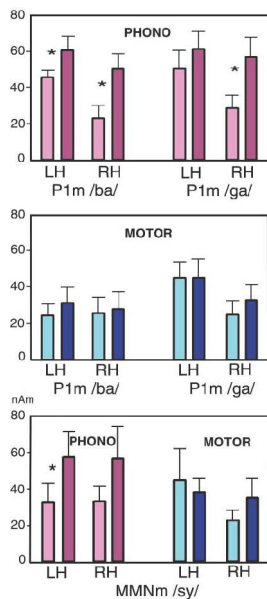 80
PHONO
60
*
*
*
40
20
0
LH RH LH RH
P1m /ba/ P1m /ga/
80
MOTOR
60
40
20
0
LH RH LH RH
P1m /ba/ P1m /ga/
nAm
80
PHONO MOTOR
60
*
40
20
0
LH RH LH RH
MMNm /sy/